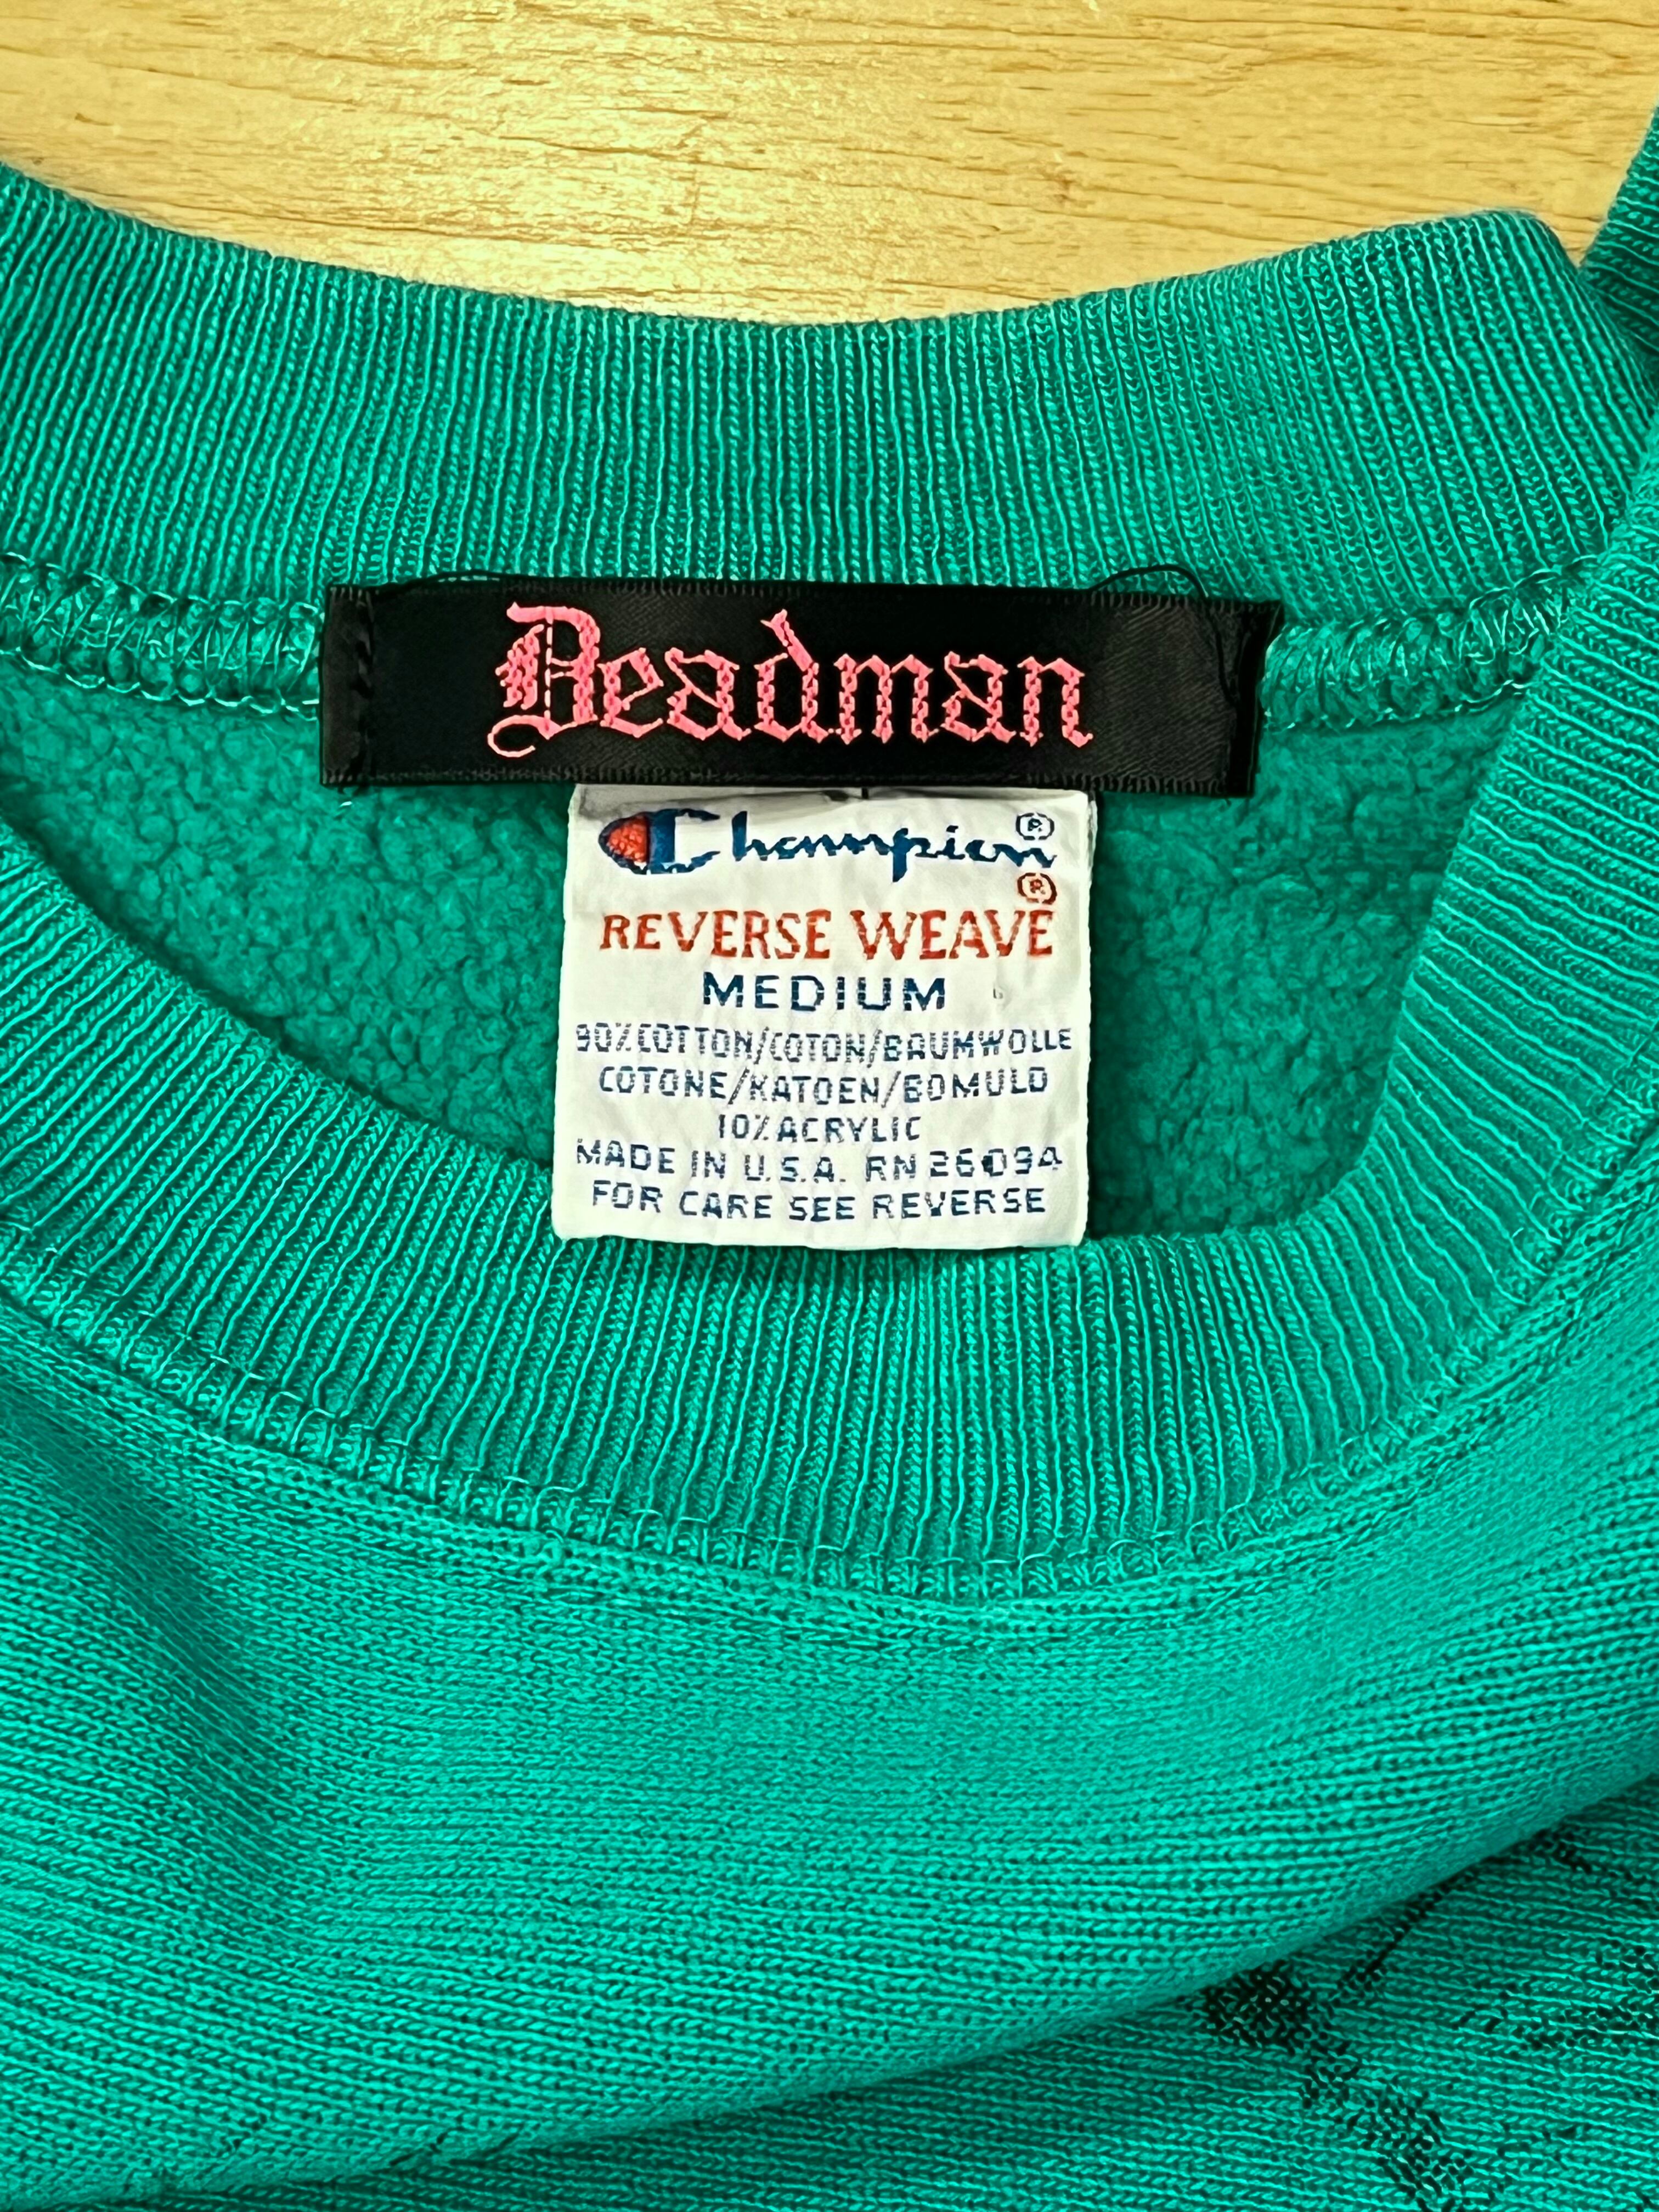 Beadman
Champion®
®
REVERSE WEAVE
MEDIUM
90% COTTON/COTON/BAUMWOLLE
COTONE/KATOEN/BOMULD
10% ACRYLIC
MADE IN U.S.A. RN 26094
FOR CARE SEE REVERSE